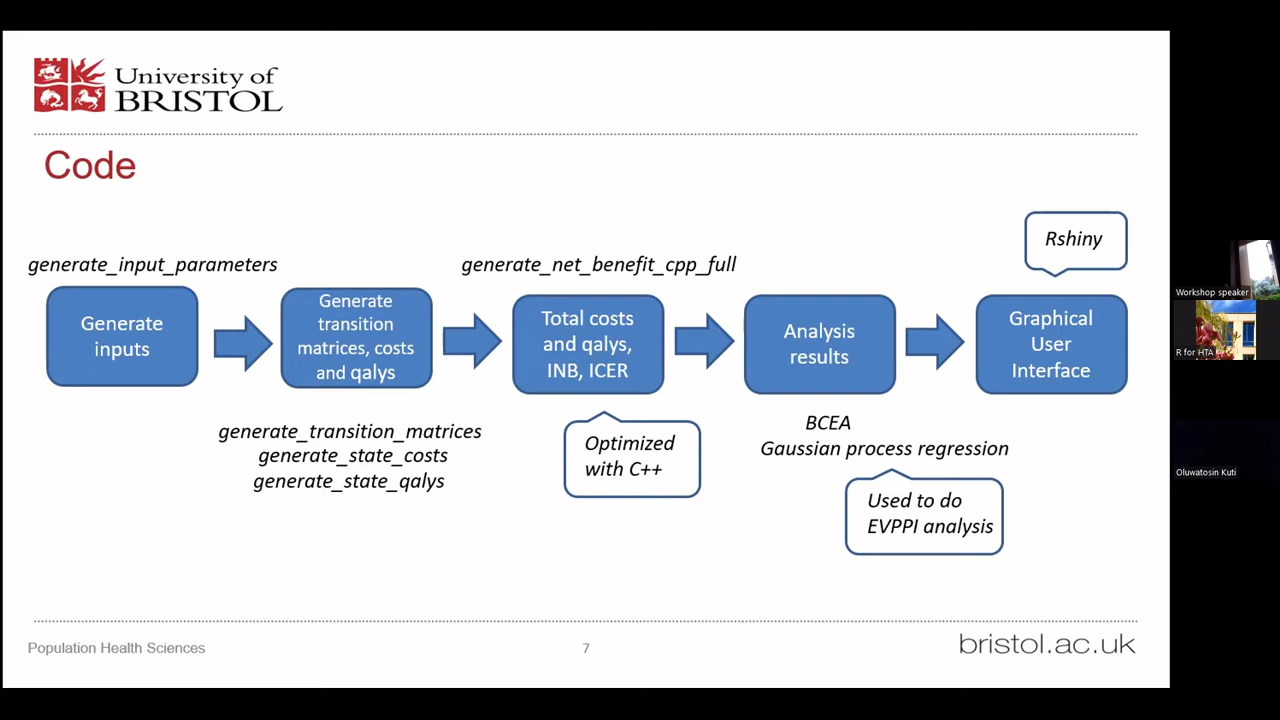 University of
BRISTOL
Code
generate_input_parameters
Generate
inputs
Generate
transition
matrices, costs
and qalys
generate_transition_matrices
generate_state_costs
generate_state_qalys
generate_net_benefit_cpp_full
Total costs
and qalys,
INB, ICER
Optimized
with C++
Analysis
results
BCEA
Gaussian process regression
Used to do
EVPPI analysis
Rshiny
Graphical
User
Interface
Population Health Sciences
7
bristol.ac.uk
Workshop speaker
R for HTA
Oluwatosin Kuti